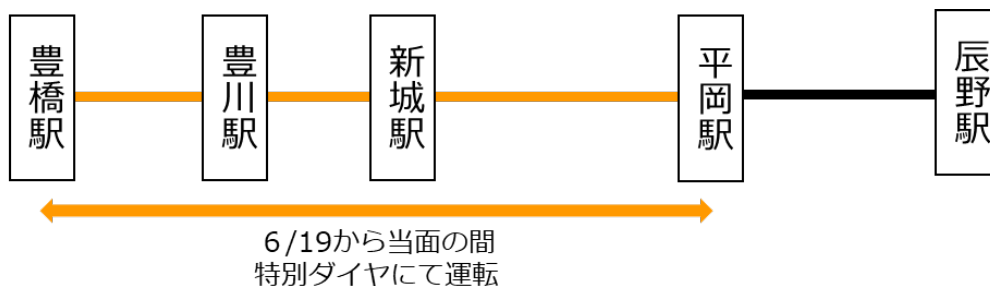 豊橋駅
豊川駅
新城駅
平岡駅
辰野駅
6/19から当面の間
特別ダイヤにて運転